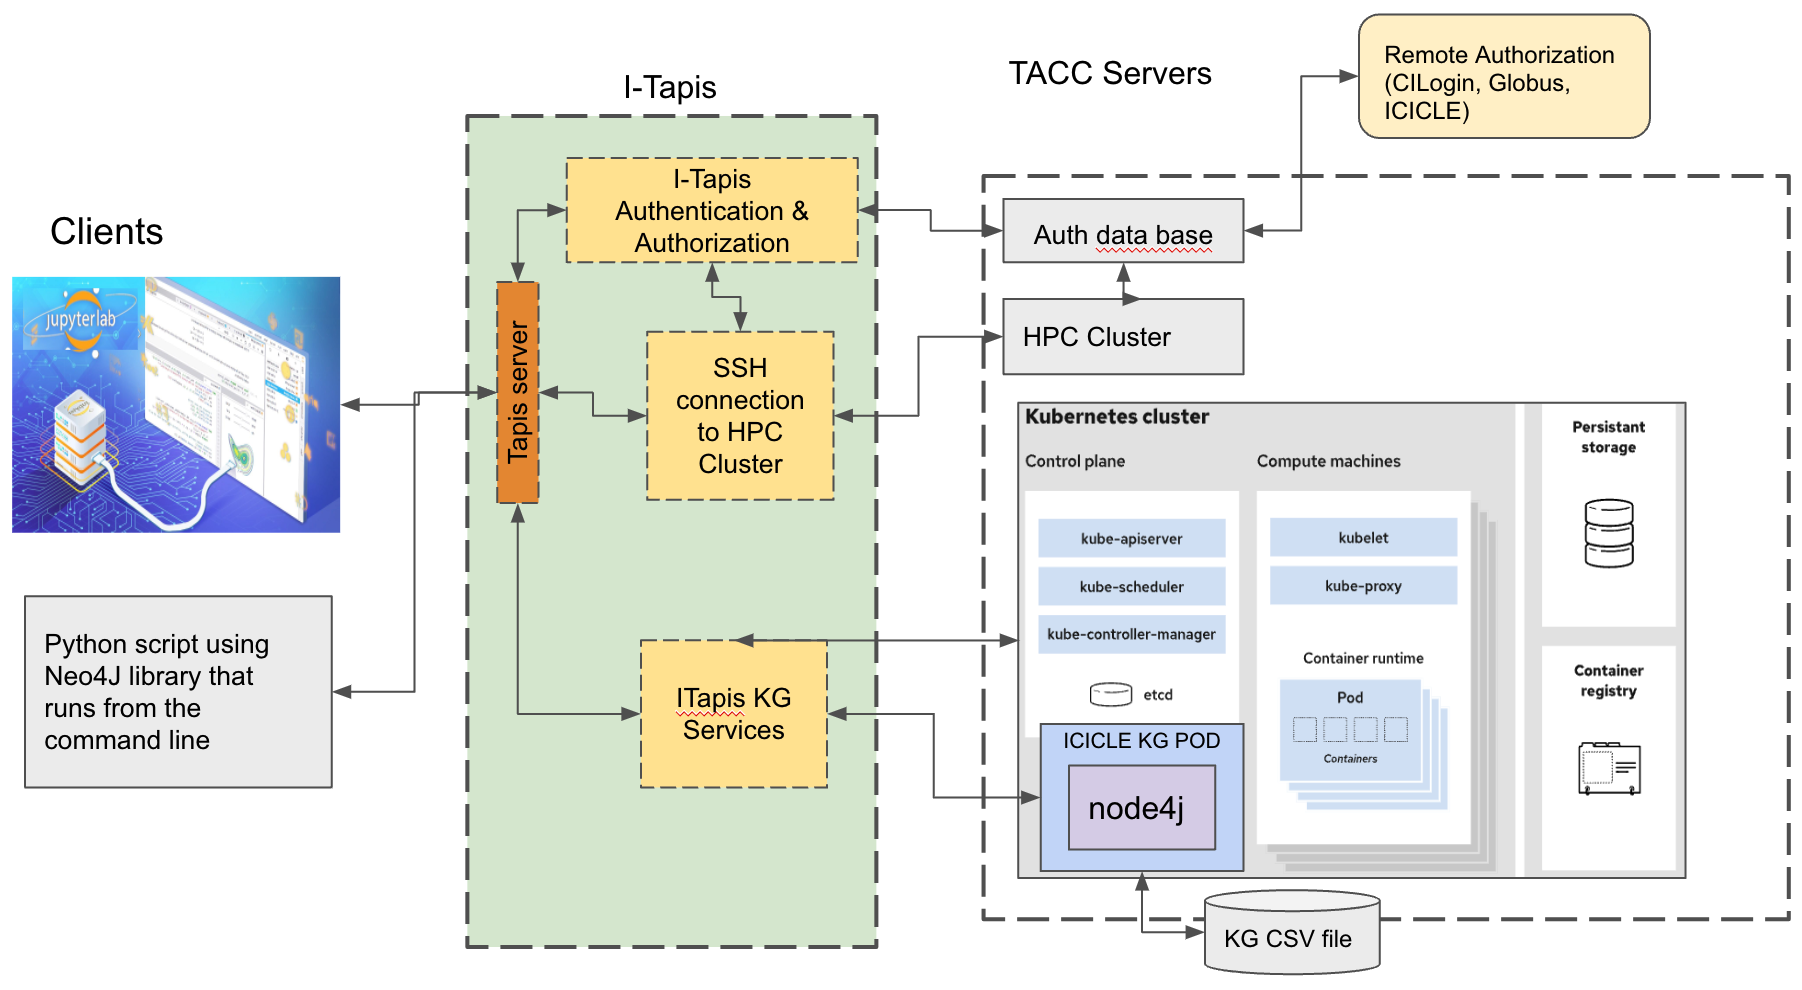 I-Tapis
TACC Servers
Remote Authorization
(CILogin, Globus,
ICICLE)
Clients
jupyterlab
I-Tapis
Authentication &
Authorization
Tapis server
SSH
connection
to HPC
Cluster
Auth data base
HPC Cluster
Kubernetes cluster
Control plane
Compute machines
kube-apiserver
kube-scheduler
kube-controller-manager
etcd
kubelet
kube-proxy
Container runtime
Pod
Containers
Persistant
storage
Container
registry
Python script using
Neo4J library that
runs from the
command line
ITapis KG
Services
ICICLE KG POD
node4j
KG CSV file